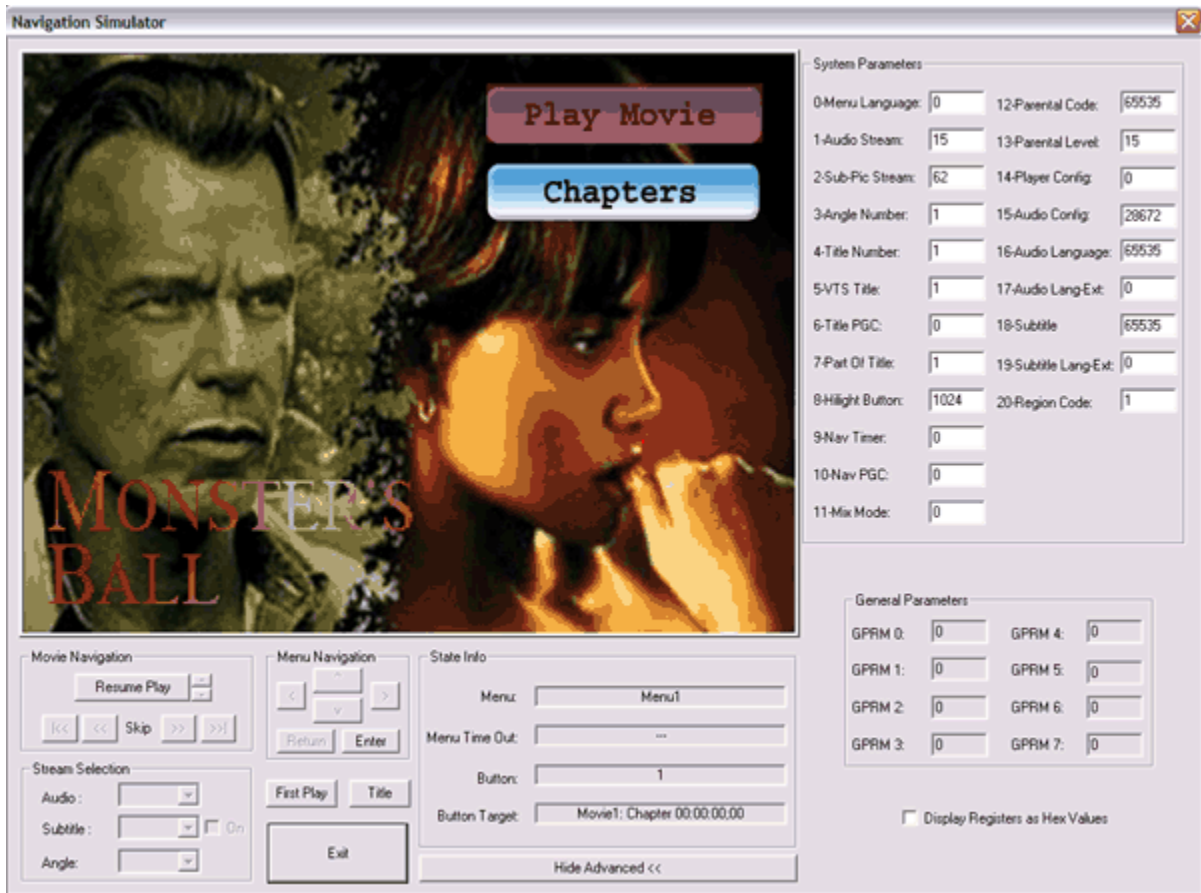 Navigation Simulator
Play Movie
Chapters
MONSTER'S
BALL
System Parameters
0-Menu Language: 0 12-Parental Code: 65535
1-Audio Stream: 15 13-Parental Level: 15
2-Sub-Pic Stream: 62 14-Player Config: 0
3-Angle Number: 1 15-Audio Config: 28672
4-Title Number: 1 16-Audio Language: 65535
5-VTS Title: 1 17-Audio Lang-Ext: 0
6-Title PGC: 0 18-Subtitle 65535
7-Part Of Title: 1 19-Subtitle Lang-Ext: 0
8-Hilight Button: 1024 20-Region Code: 1
9-Nav Timer: 0
10-Nav PGC: 0
11-Mix Mode: 0
General Parameters
GPRM 0: 0 GPRM 4: 0
GPRM 1: 0 GPRM 5: 0
GPRM 2: 0 GPRM 6: 0
GPRM 3: 0 GPRM 7: 0
Display Registers as Hex Values
Movie Navigation
Resume Play
|<< << Skip >> >>|
Stream Selection
Audio :
Subtitle : On
Angle:
Menu Navigation
^
< >
v
Return Enter
First Play Title
Exit
State Info
Menu: Menu1
Menu Time Out: ---
Button: 1
Button Target: Movie1: Chapter 00:00:00;00
Hide Advanced <<